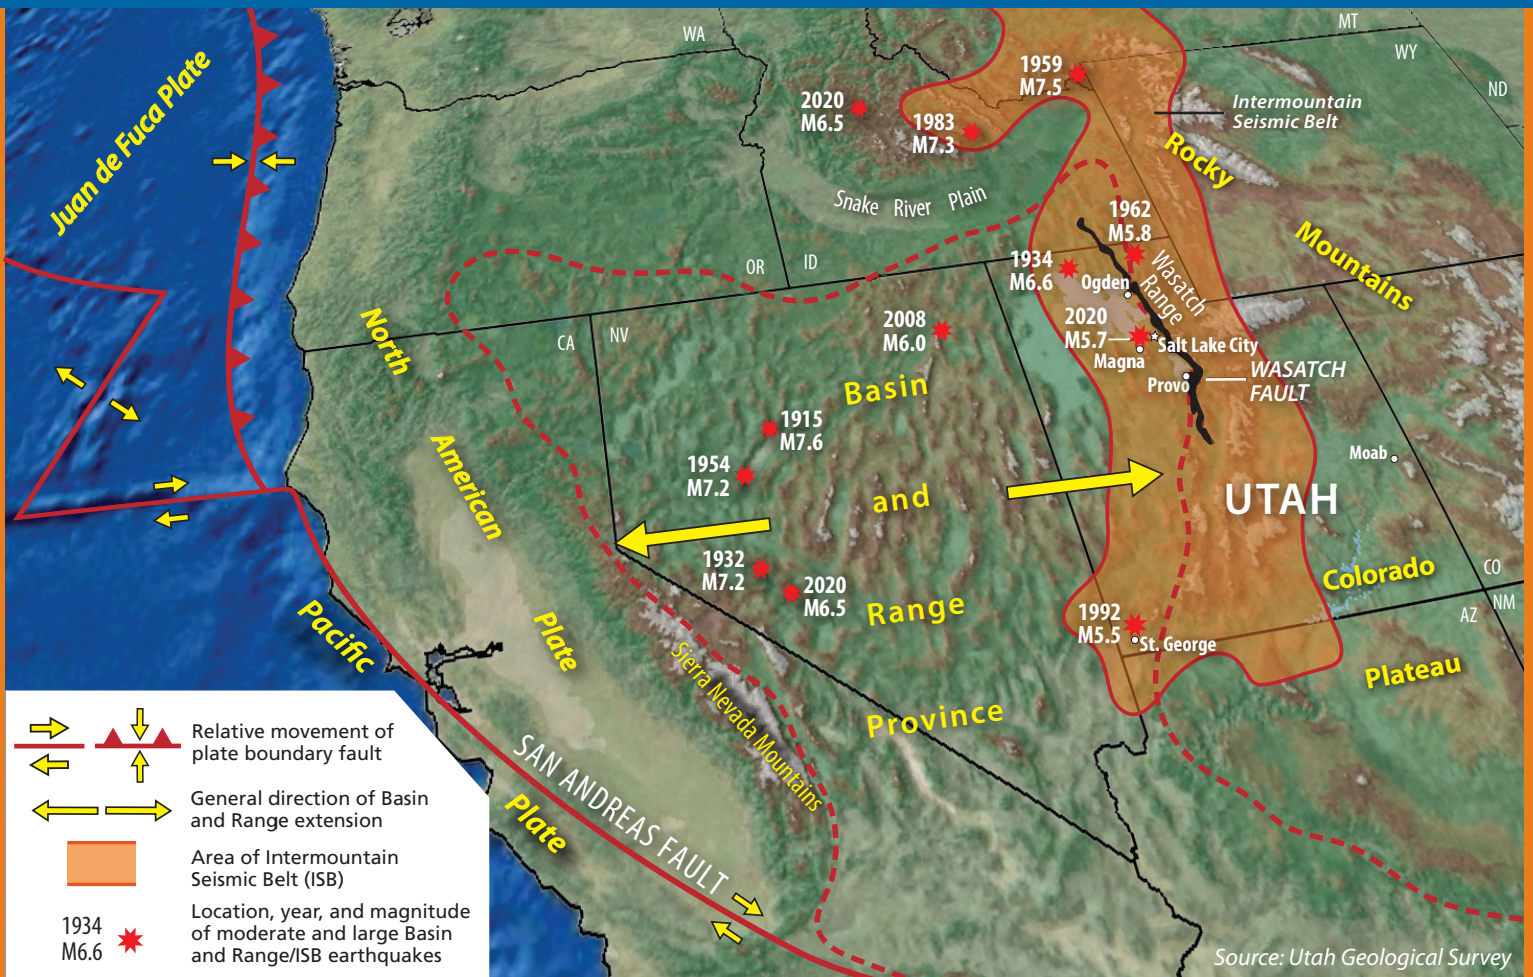 WA
MT
WY
ND
Juan de Fuca Plate
1959
M7.5
2020
M6.5
1983
M7.3
Intermountain
Seismic Belt
Rocky
Mountains
Snake River Plain
1962
M5.8
OR
ID
1934
M6.6
Ogden
Wasatch
Range
North
American
Plate
CA
NV
2008
M6.0
2020
M5.7
Salt Lake City
Magna
Provo
WASATCH
FAULT
Basin
and
Range
Province
1915
M7.6
1954
M7.2
Moab
UTAH
1932
M7.2
2020
M6.5
Colorado
Plateau
CO
NM
AZ
1992
M5.5
St. George
Pacific
Plate
Sierra Nevada Mountains
SAN ANDREAS FAULT
Relative movement of
plate boundary fault
General direction of Basin
and Range extension
Area of Intermountain
Seismic Belt (ISB)
1934
M6.6
Location, year, and magnitude
of moderate and large Basin
and Range/ISB earthquakes
Source: Utah Geological Survey